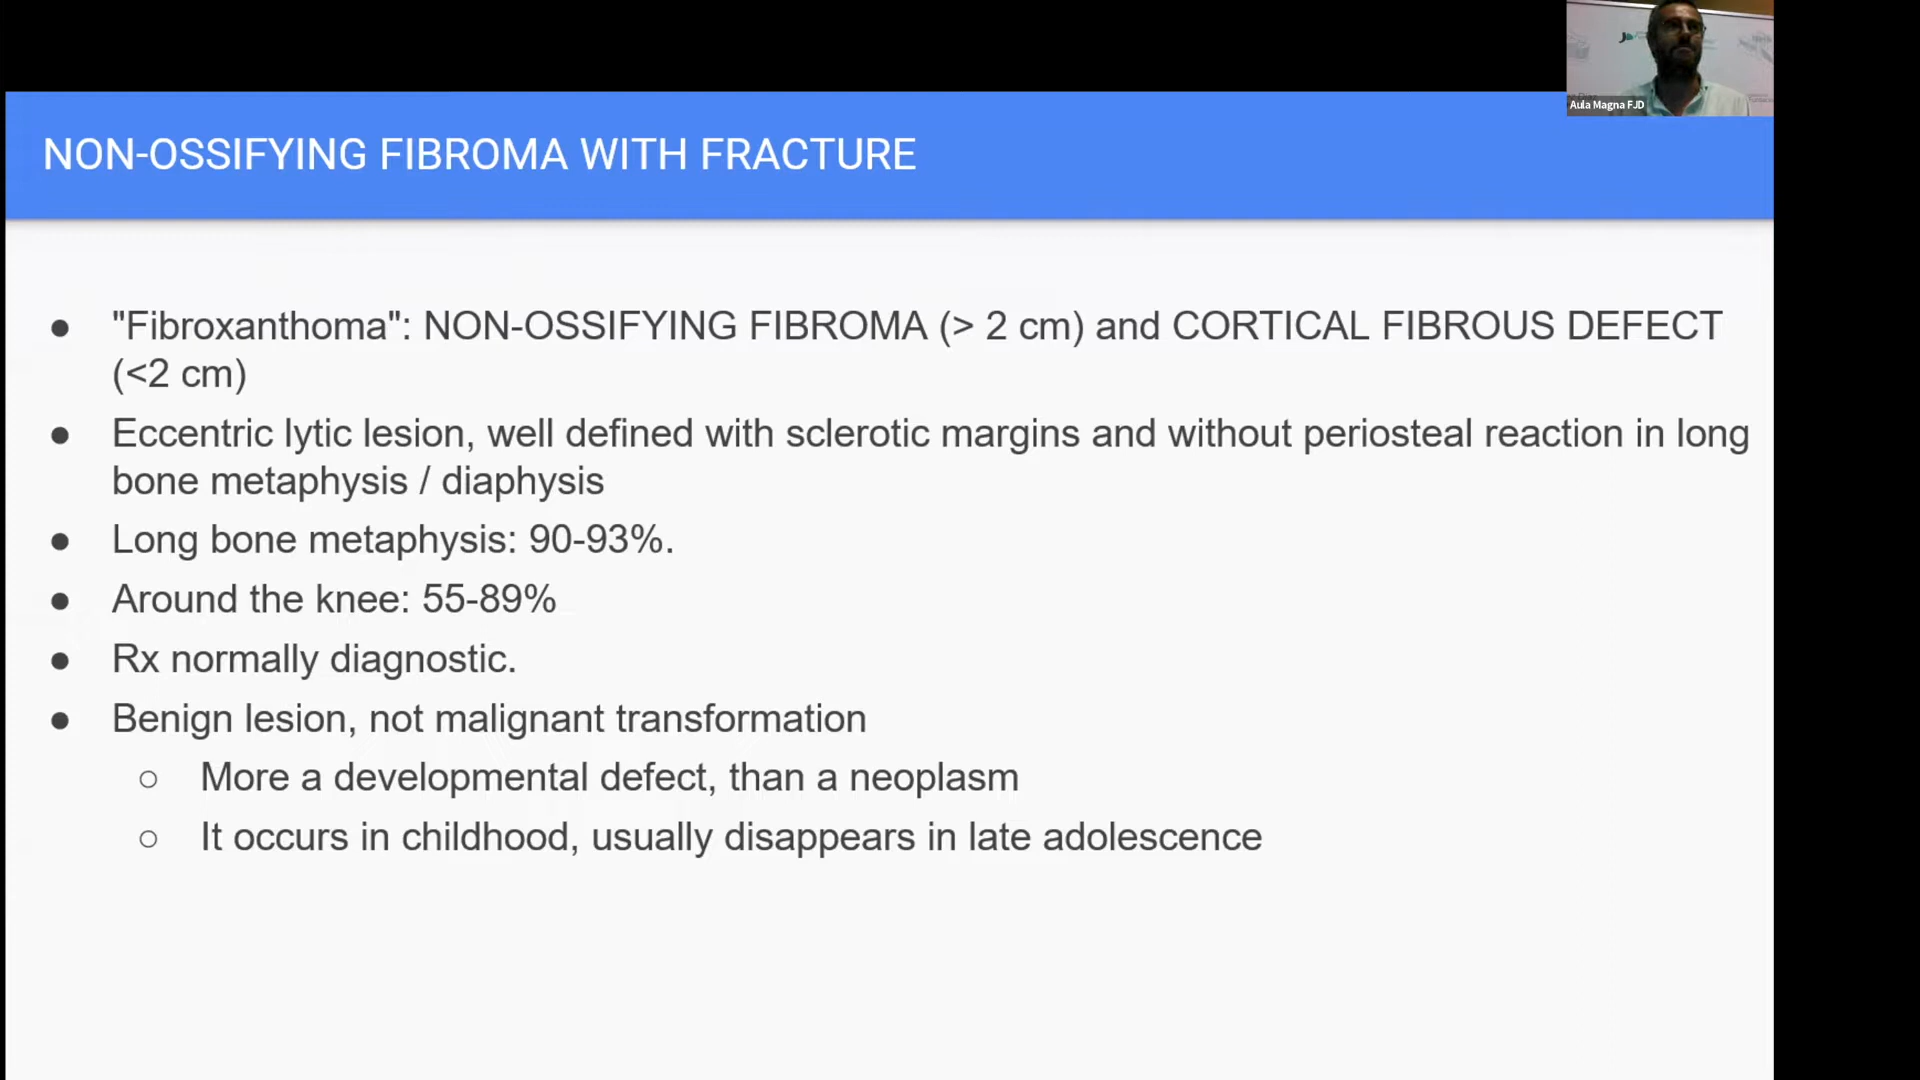 Aula Magna FJD
NON-OSSIFYING FIBROMA WITH FRACTURE
● "Fibroxanthoma": NON-OSSIFYING FIBROMA (> 2 cm) and CORTICAL FIBROUS DEFECT
(<2 cm)
● Eccentric lytic lesion, well defined with sclerotic margins and without periosteal reaction in long
bone metaphysis / diaphysis
● Long bone metaphysis: 90-93%.
● Around the knee: 55-89%
● Rx normally diagnostic.
● Benign lesion, not malignant transformation
○ More a developmental defect, than a neoplasm
○ It occurs in childhood, usually disappears in late adolescence